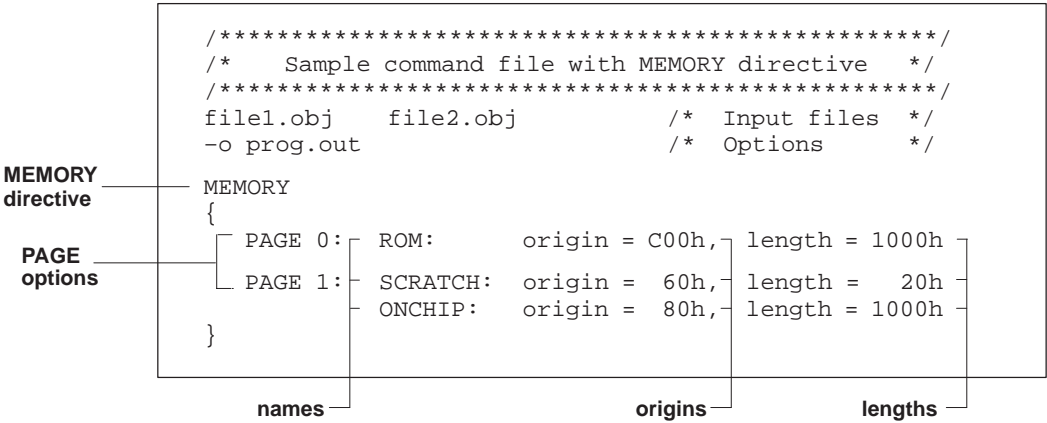 /****************************************************/
/*    Sample command file with MEMORY directive   */
/****************************************************/
file1.obj    file2.obj    /*  Input files  */
–o prog.out    /*  Options    */
MEMORY
directive
MEMORY
{
PAGE
options
PAGE 0: ROM:    origin = C00h, length = 1000h
PAGE 1: SCRATCH:  origin =  60h, length =   20h
ONCHIP:   origin =  80h, length = 1000h
}
names    origins    lengths